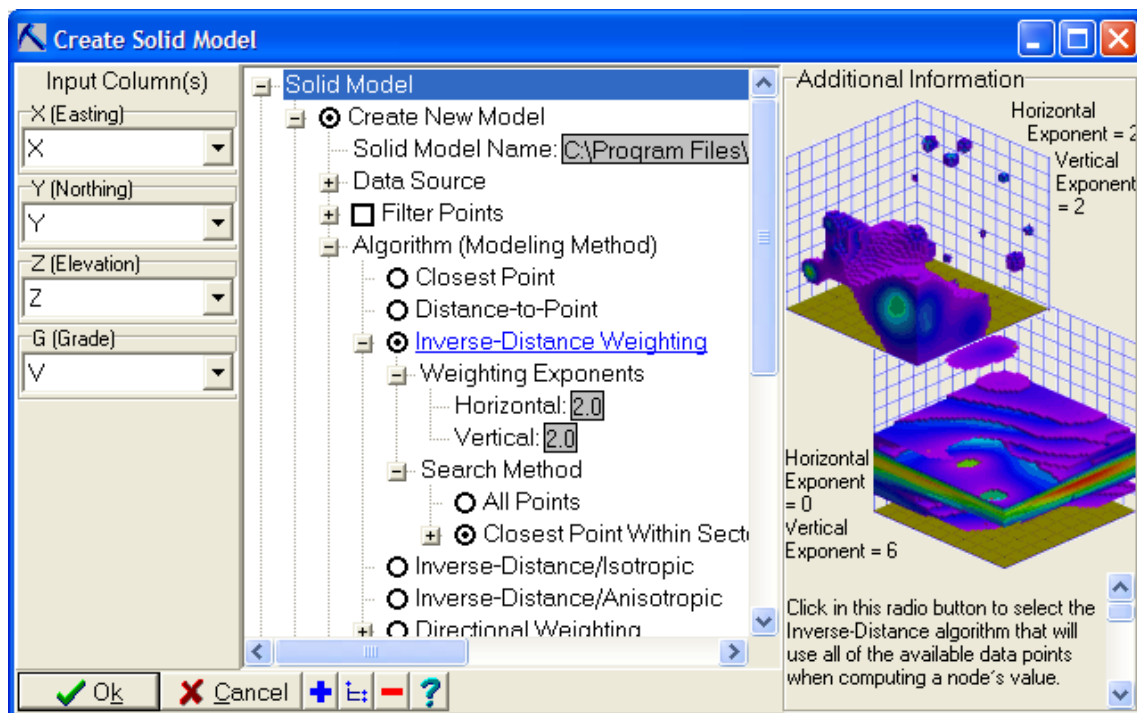 Create Solid Model
Input Column(s)
X (Easting)
X
Y (Northing)
Y
Z (Elevation)
Z
G (Grade)
V
Solid Model
Create New Model
Solid Model Name: C:\Program Files\
Data Source
Filter Points
Algorithm (Modeling Method)
Closest Point
Distance-to-Point
Inverse-Distance Weighting
Weighting Exponents
Horizontal: 2.0
Vertical: 2.0
Search Method
All Points
Closest Point Within Secto
Inverse-Distance/Isotropic
Inverse-Distance/Anisotropic
Directional Weighting
Additional Information
Horizontal
Exponent = 2
Vertical
Exponent
= 2
Horizontal
Exponent
= 0
Vertical
Exponent = 6
Click in this radio button to select the
Inverse-Distance algorithm that will
use all of the available data points
when computing a node's value.
Ok
Cancel